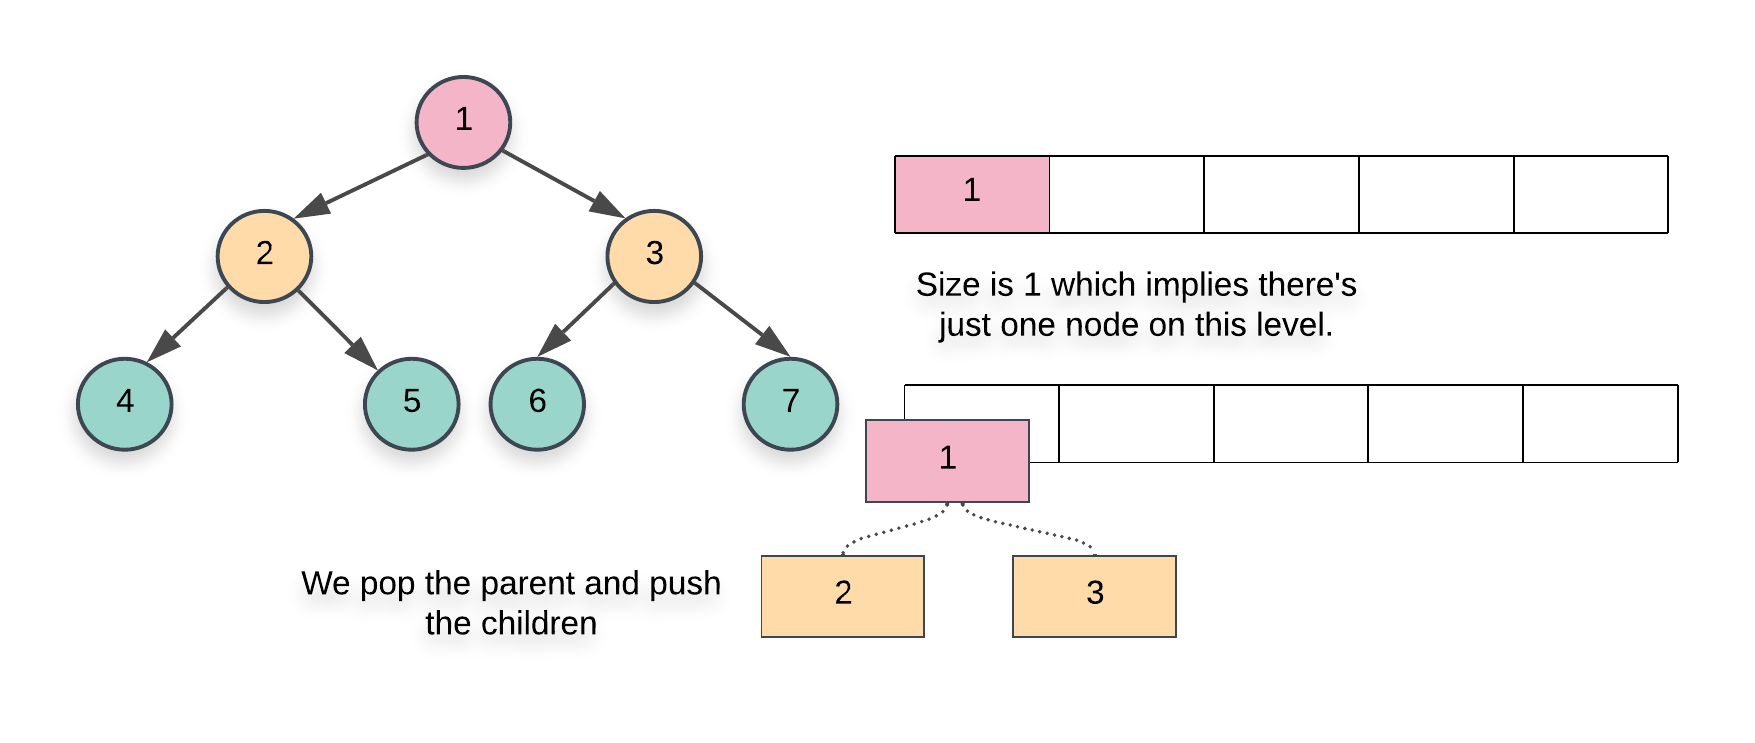 1
2
3
4
5
6
7
1
Size is 1 which implies there's
just one node on this level.
1
We pop the parent and push
the children
2
3